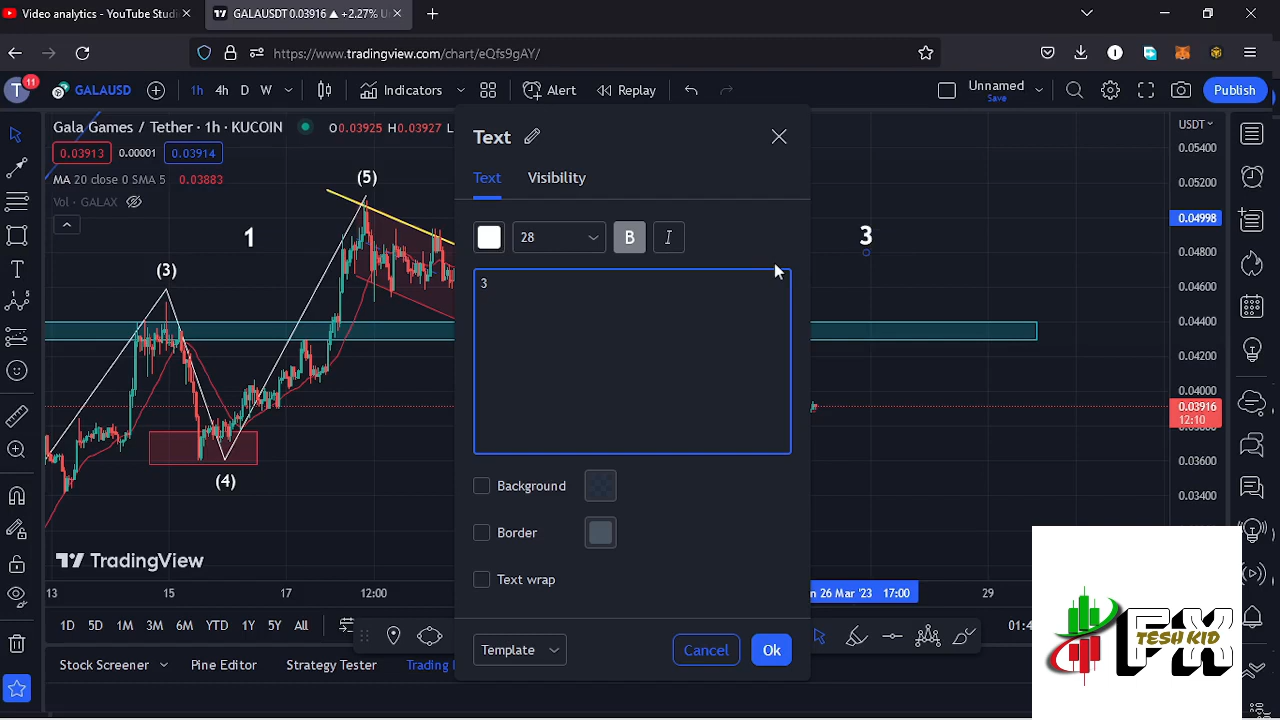 Video analytics - YouTube Studi
GALAUSDT 0.03916 ▲ +2.27% Un
https://www.tradingview.com/chart/eQfs9gAY/
T
11
GALAUSD
1h
4h
D
W
Indicators
Alert
Replay
Unnamed
Save
Publish
Gala Games / Tether · 1h · KUCOIN
O0.03925 H0.03927 L
0.03913
0.00001
0.03914
MA 20 close 0 SMA 5
0.03883
Vol · GALAX
Text
Text
Visibility
28
B
I
3
Background
Border
Text wrap
Template
Cancel
Ok
1
3
(3)
(4)
(5)
USDT
0.05400
0.05200
0.04998
0.04800
0.04600
0.04400
0.04200
0.04000
0.03916
12:10
0.03600
0.03400
TradingView
13
15
17
12:00
n 26 Mar '23 17:00
29
1D
5D
1M
3M
6M
YTD
1Y
5Y
All
01:4
Stock Screener
Pine Editor
Strategy Tester
Trading
FX
TESH KID